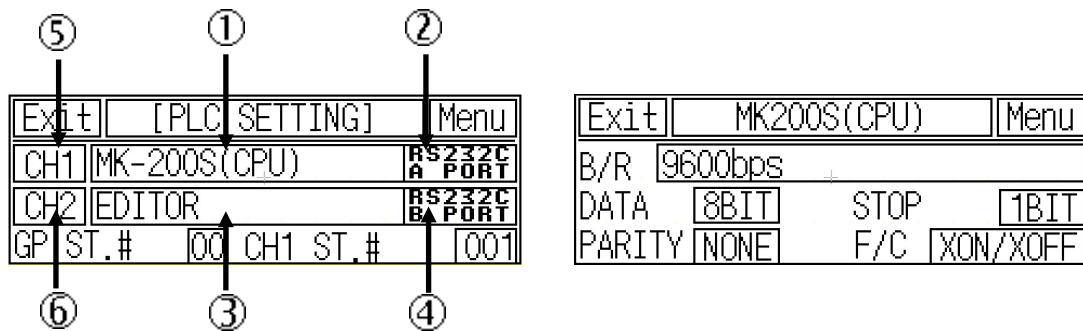 ⑤ ① ②
Exit [PLC SETTING] Menu
CH1 MK-200S(CPU) RS232C A PORT
CH2 EDITOR RS232C B PORT
GP ST.# 00 CH1 ST.# 001
⑥ ③ ④
Exit MK200S(CPU) Menu
B/R 9600bps
DATA 8BIT STOP 1BIT
PARITY NONE F/C XON/XOFF